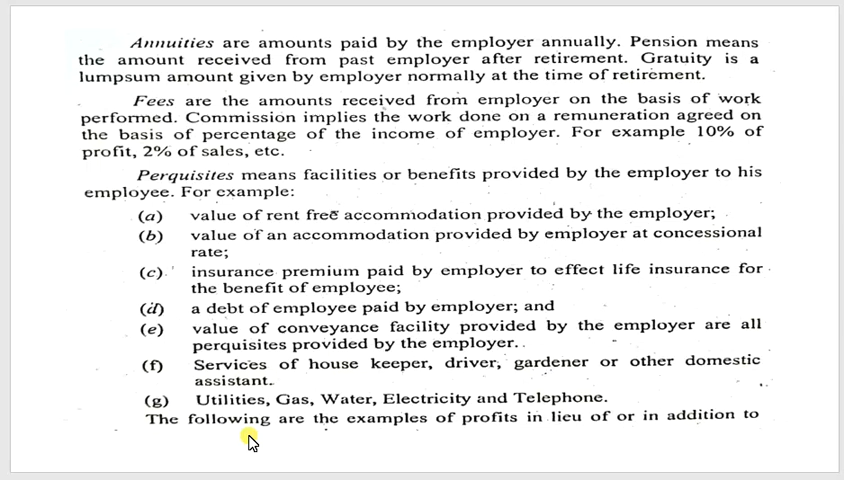 Annuities are amounts paid by the employer annually. Pension means
the amount received from past employer after retirement. Gratuity is a
lumpsum amount given by employer normally at the time of retirement.
Fees are the amounts received from employer on the basis of work
performed. Commission implies the work done on a remuneration agreed on
the basis of percentage of the income of employer. For example 10% of
profit, 2% of sales, etc.
Perquisites means facilities or benefits provided by the employer to his
employee. For example:
(a) value of rent free accommodation provided by the employer;
(b) value of an accommodation provided by employer at concessional
rate;
(c) insurance premium paid by employer to effect life insurance for
the benefit of employee;
(d) a debt of employee paid by employer; and
(e) value of conveyance facility provided by the employer are all
perquisites provided by the employer.
(f) Services of house keeper, driver, gardener or other domestic
assistant.
(g) Utilities, Gas, Water, Electricity and Telephone.
The following are the examples of profits in lieu of or in addition to